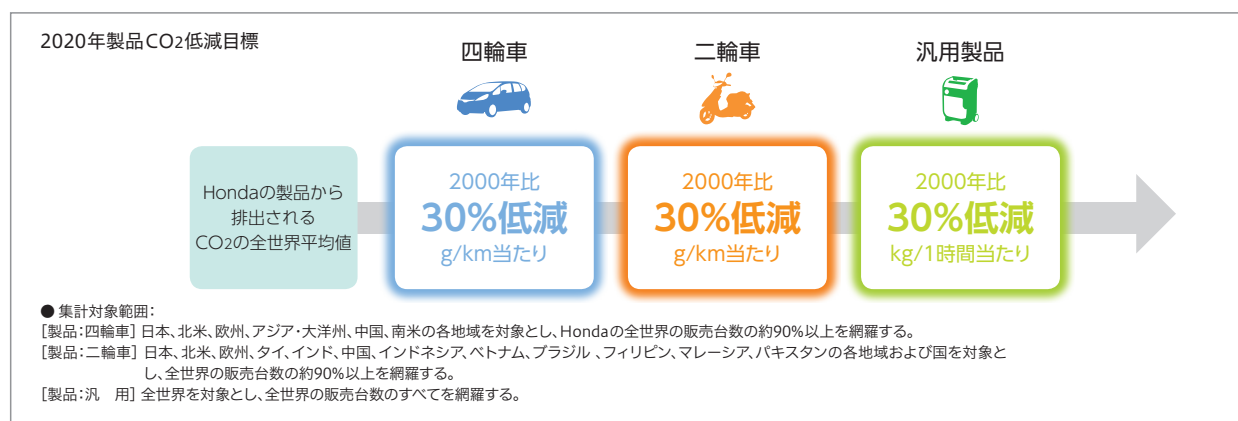 2020年製品CO2低減目標
四輪車
二輪車
汎用製品
Hondaの製品から
排出される
CO2の全世界平均値
2000年比
30%低減
g/km当たり
2000年比
30%低減
g/km当たり
2000年比
30%低減
kg/1時間当たり
● 集計対象範囲:
[製品:四輪車] 日本、北米、欧州、アジア・大洋州、中国、南米の各地域を対象とし、Hondaの全世界の販売台数の約90%以上を網羅する。
[製品:二輪車] 日本、北米、欧州、タイ、インド、中国、インドネシア、ベトナム、ブラジル 、フィリピン、マレーシア、パキスタンの各地域および国を対象と
し、全世界の販売台数の約90%以上を網羅する。
[製品:汎　用] 全世界を対象とし、全世界の販売台数のすべてを網羅する。